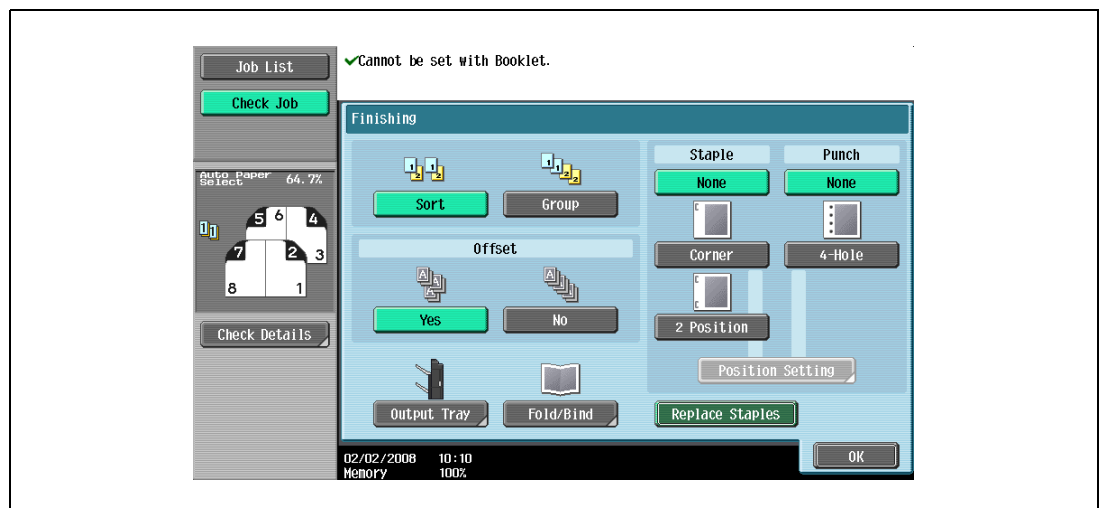 Job List
✓Cannot be set with Booklet.
Check Job
Finishing
Staple
Punch
None
None
Sort
Group
Auto Paper
Select
64.7%
5 6 4
7 2 3
8 1
Offset
Corner
4-Hole
Yes
No
2 Position
Check Details
Position Setting
Output Tray
Fold/Bind
Replace Staples
OK
02/02/2008 10:10
Memory 100%